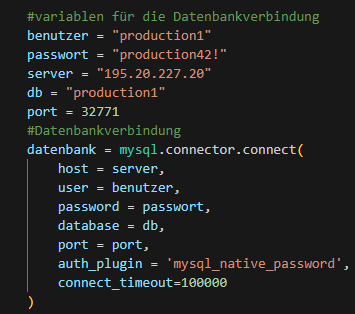 #variablen für die Datenbankverbindung
benutzer = "production1"
passwort = "production42!"
server = "195.20.227.20"
db = "production1"
port = 32771
#Datenbankverbindung
datenbank = mysql.connector.connect(
    host = server,
    user = benutzer,
    password = passwort,
    database = db,
    port = port,
    auth_plugin = 'mysql_native_password',
    connect_timeout=100000
)